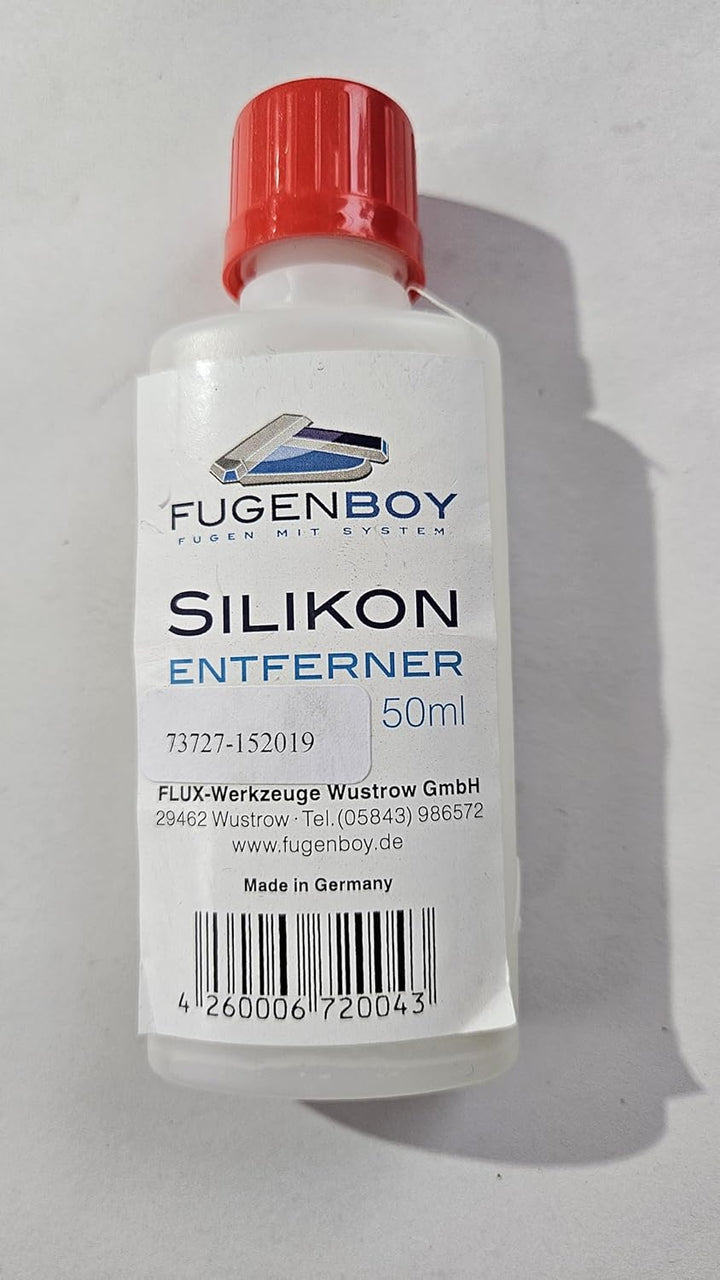 FUGENBOY
FUGEN MIT SYSTEM
SILIKON
ENTFERNER
50ml
73727-152019
FLUX-Werkzeuge Wustrow GmbH
29462 Wustrow · Tel.(05843) 986572
www.fugenboy.de
Made in Germany
4 260006 720043